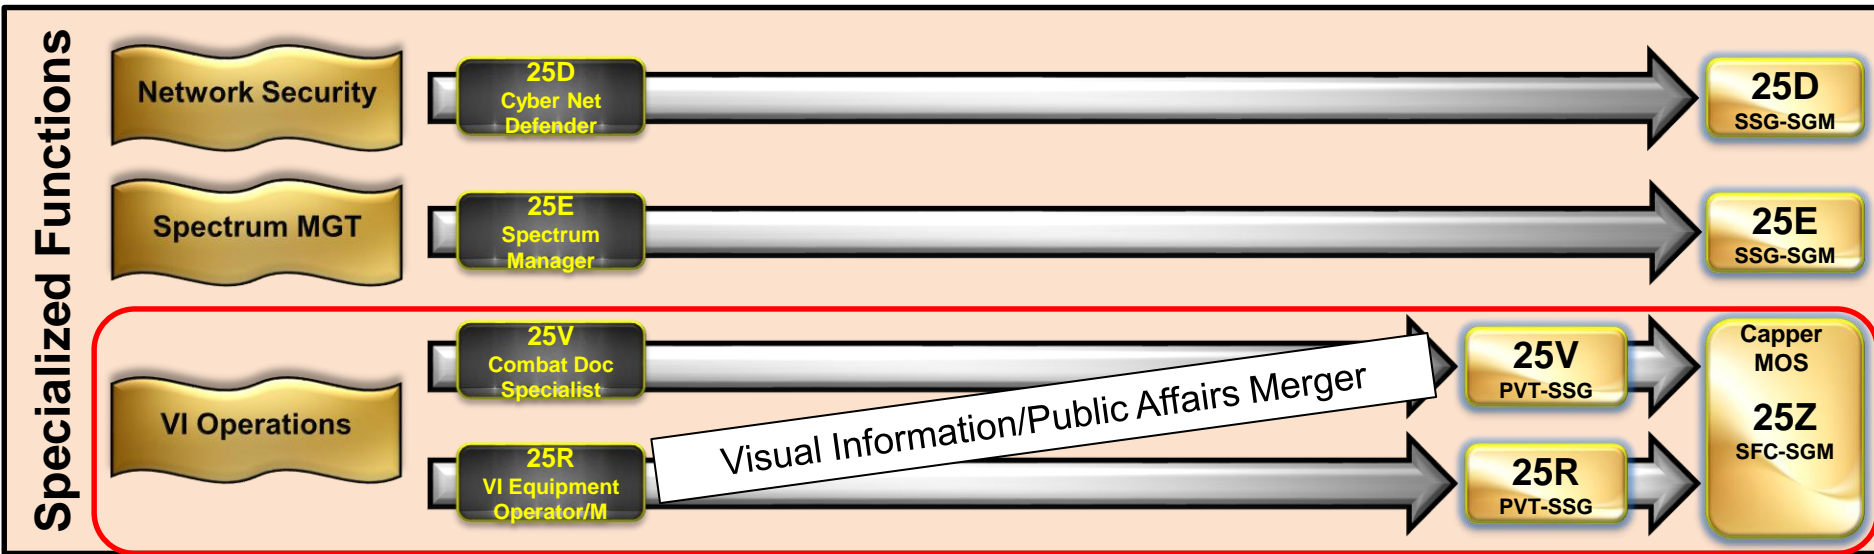 Specialized Functions
Network Security
25D
Cyber Net
Defender
25D
SSG-SGM
Spectrum MGT
25E
Spectrum
Manager
25E
SSG-SGM
VI Operations
25V
Combat Doc
Specialist
25V
PVT-SSG
25R
VI Equipment
Operator/M
25R
PVT-SSG
Visual Information/Public Affairs Merger
Capper
MOS
25Z
SFC-SGM